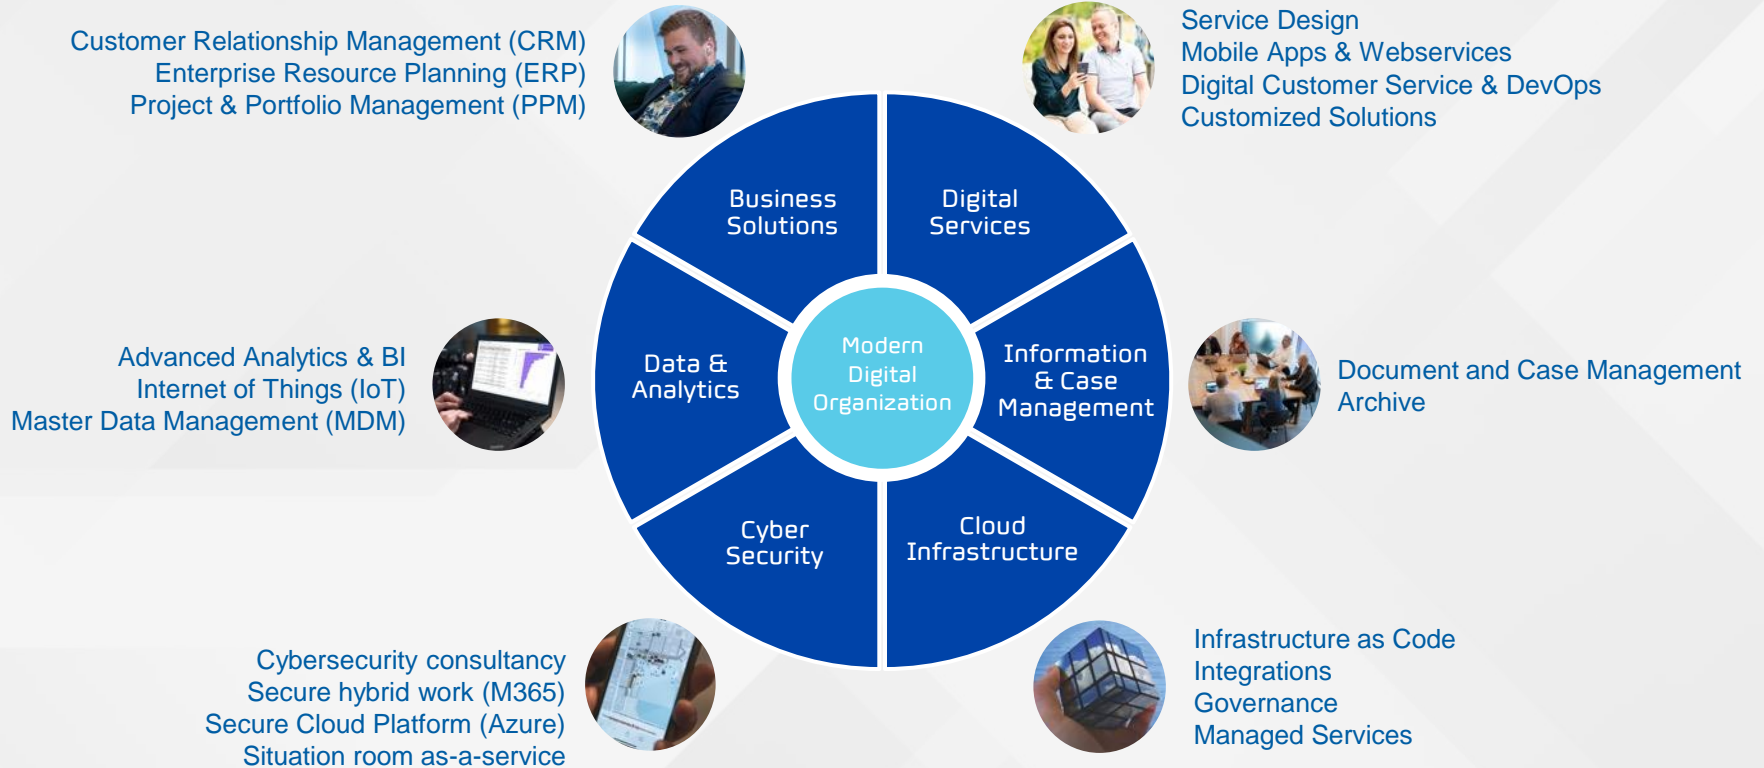 Customer Relationship Management (CRM)
Enterprise Resource Planning (ERP)
Project & Portfolio Management (PPM)
Service Design
Mobile Apps & Webservices
Digital Customer Service & DevOps
Customized Solutions
Business
Solutions
Digital
Services
Advanced Analytics & BI
Internet of Things (IoT)
Master Data Management (MDM)
Data &
Analytics
Modern
Digital
Organization
Information
& Case
Management
Document and Case Management
Archive
Cyber
Security
Cloud
Infrastructure
Cybersecurity consultancy
Secure hybrid work (M365)
Secure Cloud Platform (Azure)
Situation room as-a-service
Infrastructure as Code
Integrations
Governance
Managed Services